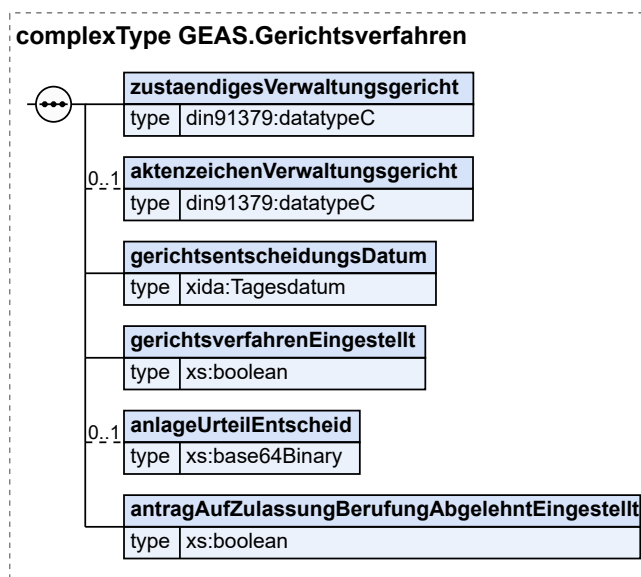 complexType GEAS.Gerichtsverfahren
zustaendigesVerwaltungsgericht
type din91379:datatypeC
0..1
aktenzeichenVerwaltungsgericht
type din91379:datatypeC
gerichtsentscheidungsDatum
type xida:Tagesdatum
gerichtsverfahrenEingestellt
type xs:boolean
0..1
anlageUrteilEntscheid
type xs:base64Binary
antragAufZulassungBerufungAbgelehntEingestellt
type xs:boolean